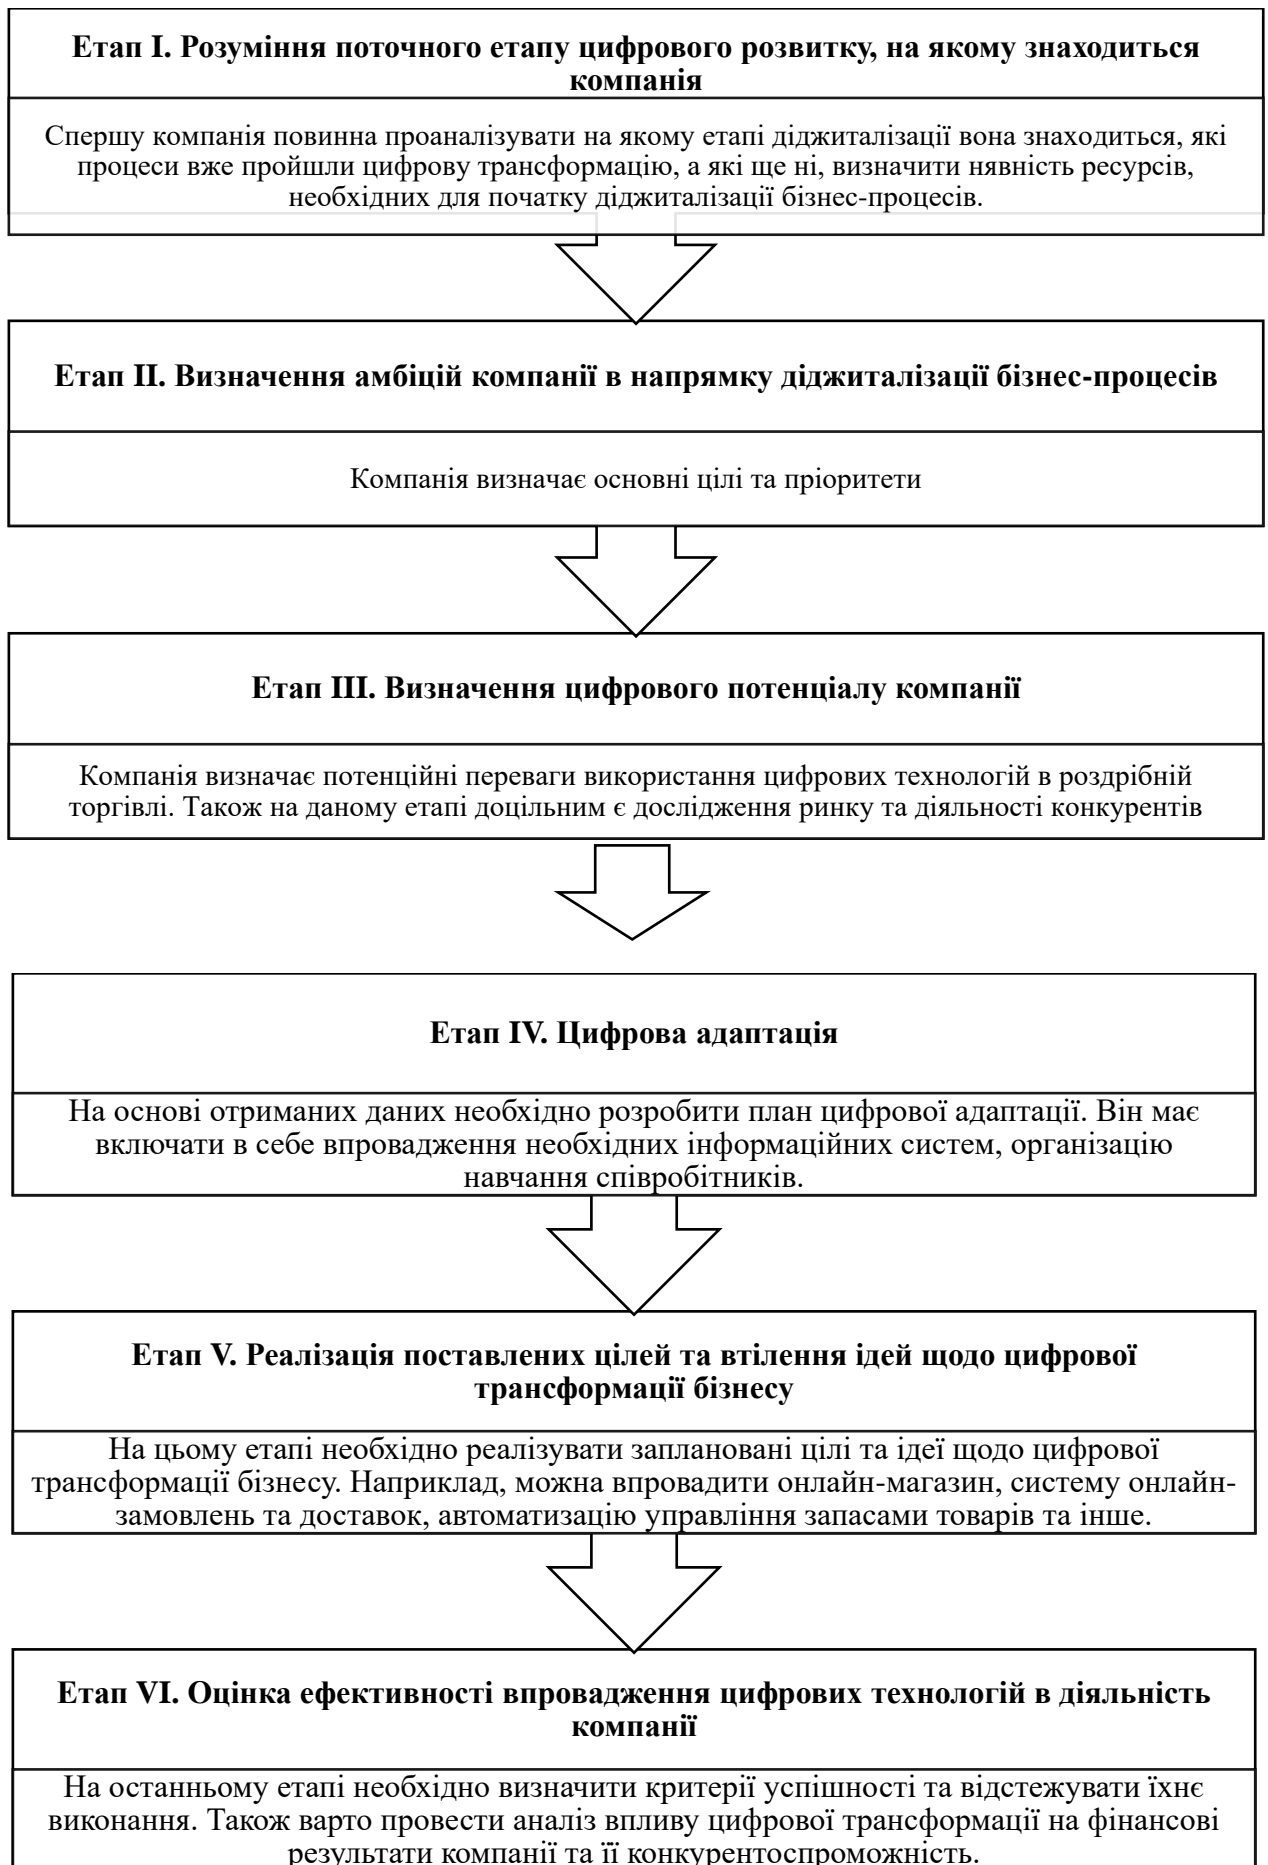 Етап I. Розуміння поточного етапу цифрового розвитку, на якому знаходиться
компанія
Спершу компанія повинна проаналізувати на якому етапі діджиталізації вона знаходиться, які
процеси вже пройшли цифрову трансформацію, а які ще ні, визначити нявність ресурсів,
необхідних для початку діджиталізації бізнес-процесів.
Етап II. Визначення амбіцій компанії в напрямку діджиталізації бізнес-процесів
Компанія визначає основні цілі та пріоритети
Етап III. Визначення цифрового потенціалу компанії
Компанія визначає потенційні переваги використання цифрових технологій в роздрібній
торгівлі. Також на даному етапі доцільним є дослідження ринку та діяльності конкурентів
Етап IV. Цифрова адаптація
На основі отриманих даних необхідно розробити план цифрової адаптації. Він має
включати в себе впровадження необхідних інформаційних систем, організацію
навчання співробітників.
Етап V. Реалізація поставлених цілей та втілення ідей щодо цифрової
трансформації бізнесу
На цьому етапі необхідно реалізувати заплановані цілі та ідеї щодо цифрової
трансформації бізнесу. Наприклад, можна впровадити онлайн-магазин, систему онлайн-
замовлень та доставок, автоматизацію управління запасами товарів та інше.
Етап VI. Оцінка ефективності впровадження цифрових технологій в діяльність
компанії
На останньому етапі необхідно визначити критерії успішності та відстежувати їхнє
виконання. Також варто провести аналіз впливу цифрової трансформації на фінансові
результати компанії та її конкурентоспроможність.